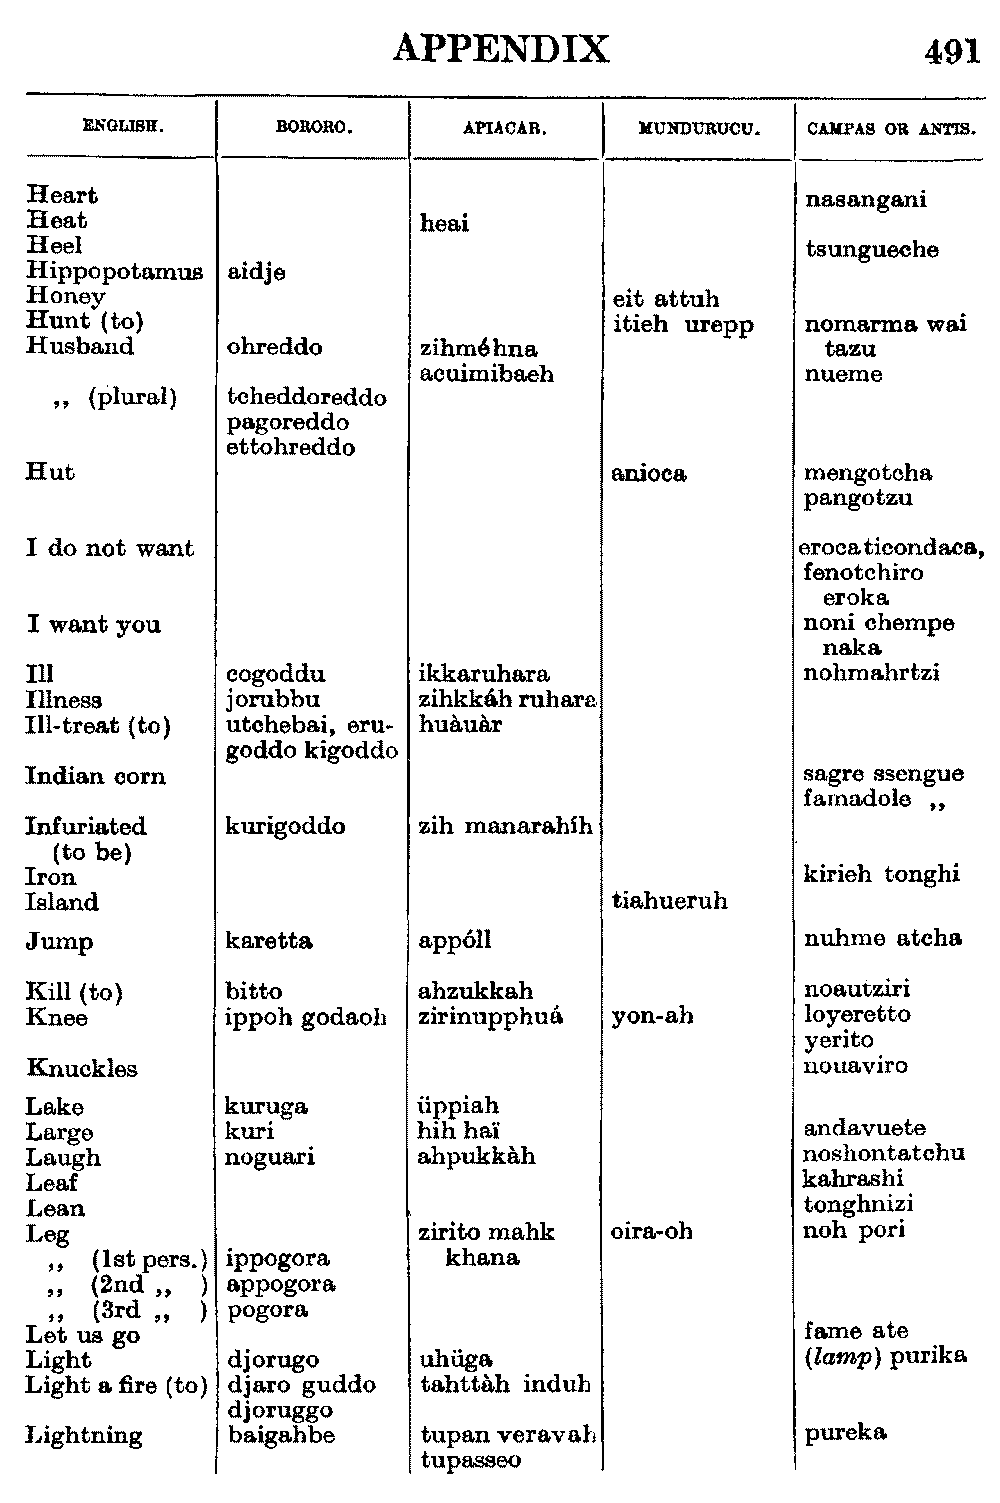 APPENDIX 491
ENGLISH. BORORO. APIACAR. MUNDURUCU. CAMPAS OR ANTIS.
Heart nasangani
Heat heai
Heel tsungueche
Hippopotamus aidje
Honey eit attuh
Hunt (to) itieh urepp nomarma wai
Husband ohreddo zihméhna tazu
acuimibaeh nueme
,, (plural) tcheddoreddo
pagoreddo
ettohreddo
Hut anioca mengotcha
pangotzu
I do not want erocaticondaca,
fenotchiro
eroka
I want you noni chempe
naka
Ill cogoddu ikkaruhara nohmahrtzi
Illness jorubbu zihkkáh ruhara
Ill-treat (to) utchebai, eru- huàuàr
goddo kigoddo
Indian corn sagre ssengue
famadole ,,
Infuriated kurigoddo zih manarahíh
(to be)
Iron kirieh tonghi
Island tiahueruh
Jump karetta appóll nuhme atcha
Kill (to) bitto ahzukkah noautziri
Knee ippoh godaoh zirinupphuá yon-ah loyeretto
yerito
Knuckles nouaviro
Lake kuruga üppiah
Large kuri hih haï andavuete
Laugh noguari ahpukkàh noshontatchu
Leaf kahrashi
Lean tonghnizi
Leg zirito mahk oira-oh noh pori
,, (1st pers.) ippogora khana
,, (2nd ,, ) appogora
,, (3rd ,, ) pogora
Let us go fame ate
Light djorugo uhüga (lamp) purika
Light a fire (to) djaro guddo tahttàh induh
djoruggo
Lightning baigahbe tupan veravah pureka
tupasseo